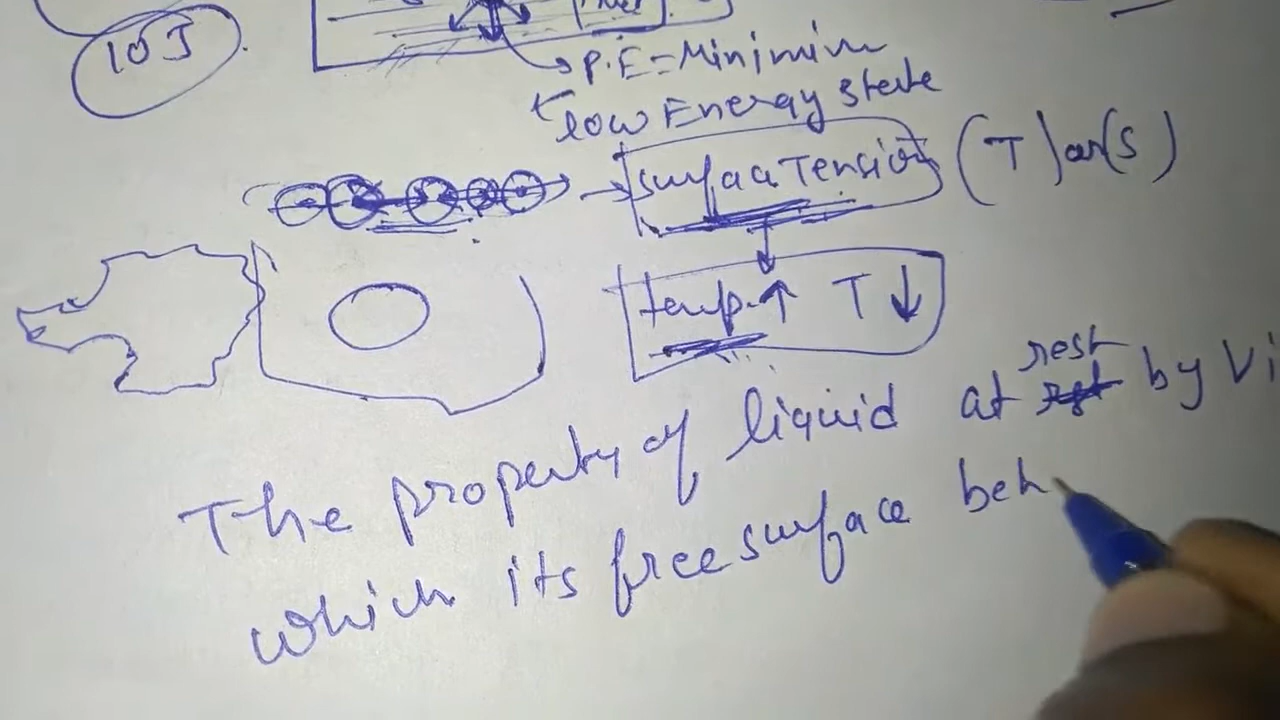 10J
P.E = Minimim
low Energy State
surface Tension (T) or (S)
temp. ↑ T ↓
The property of liquid at rest by Vi
which its free surface beh